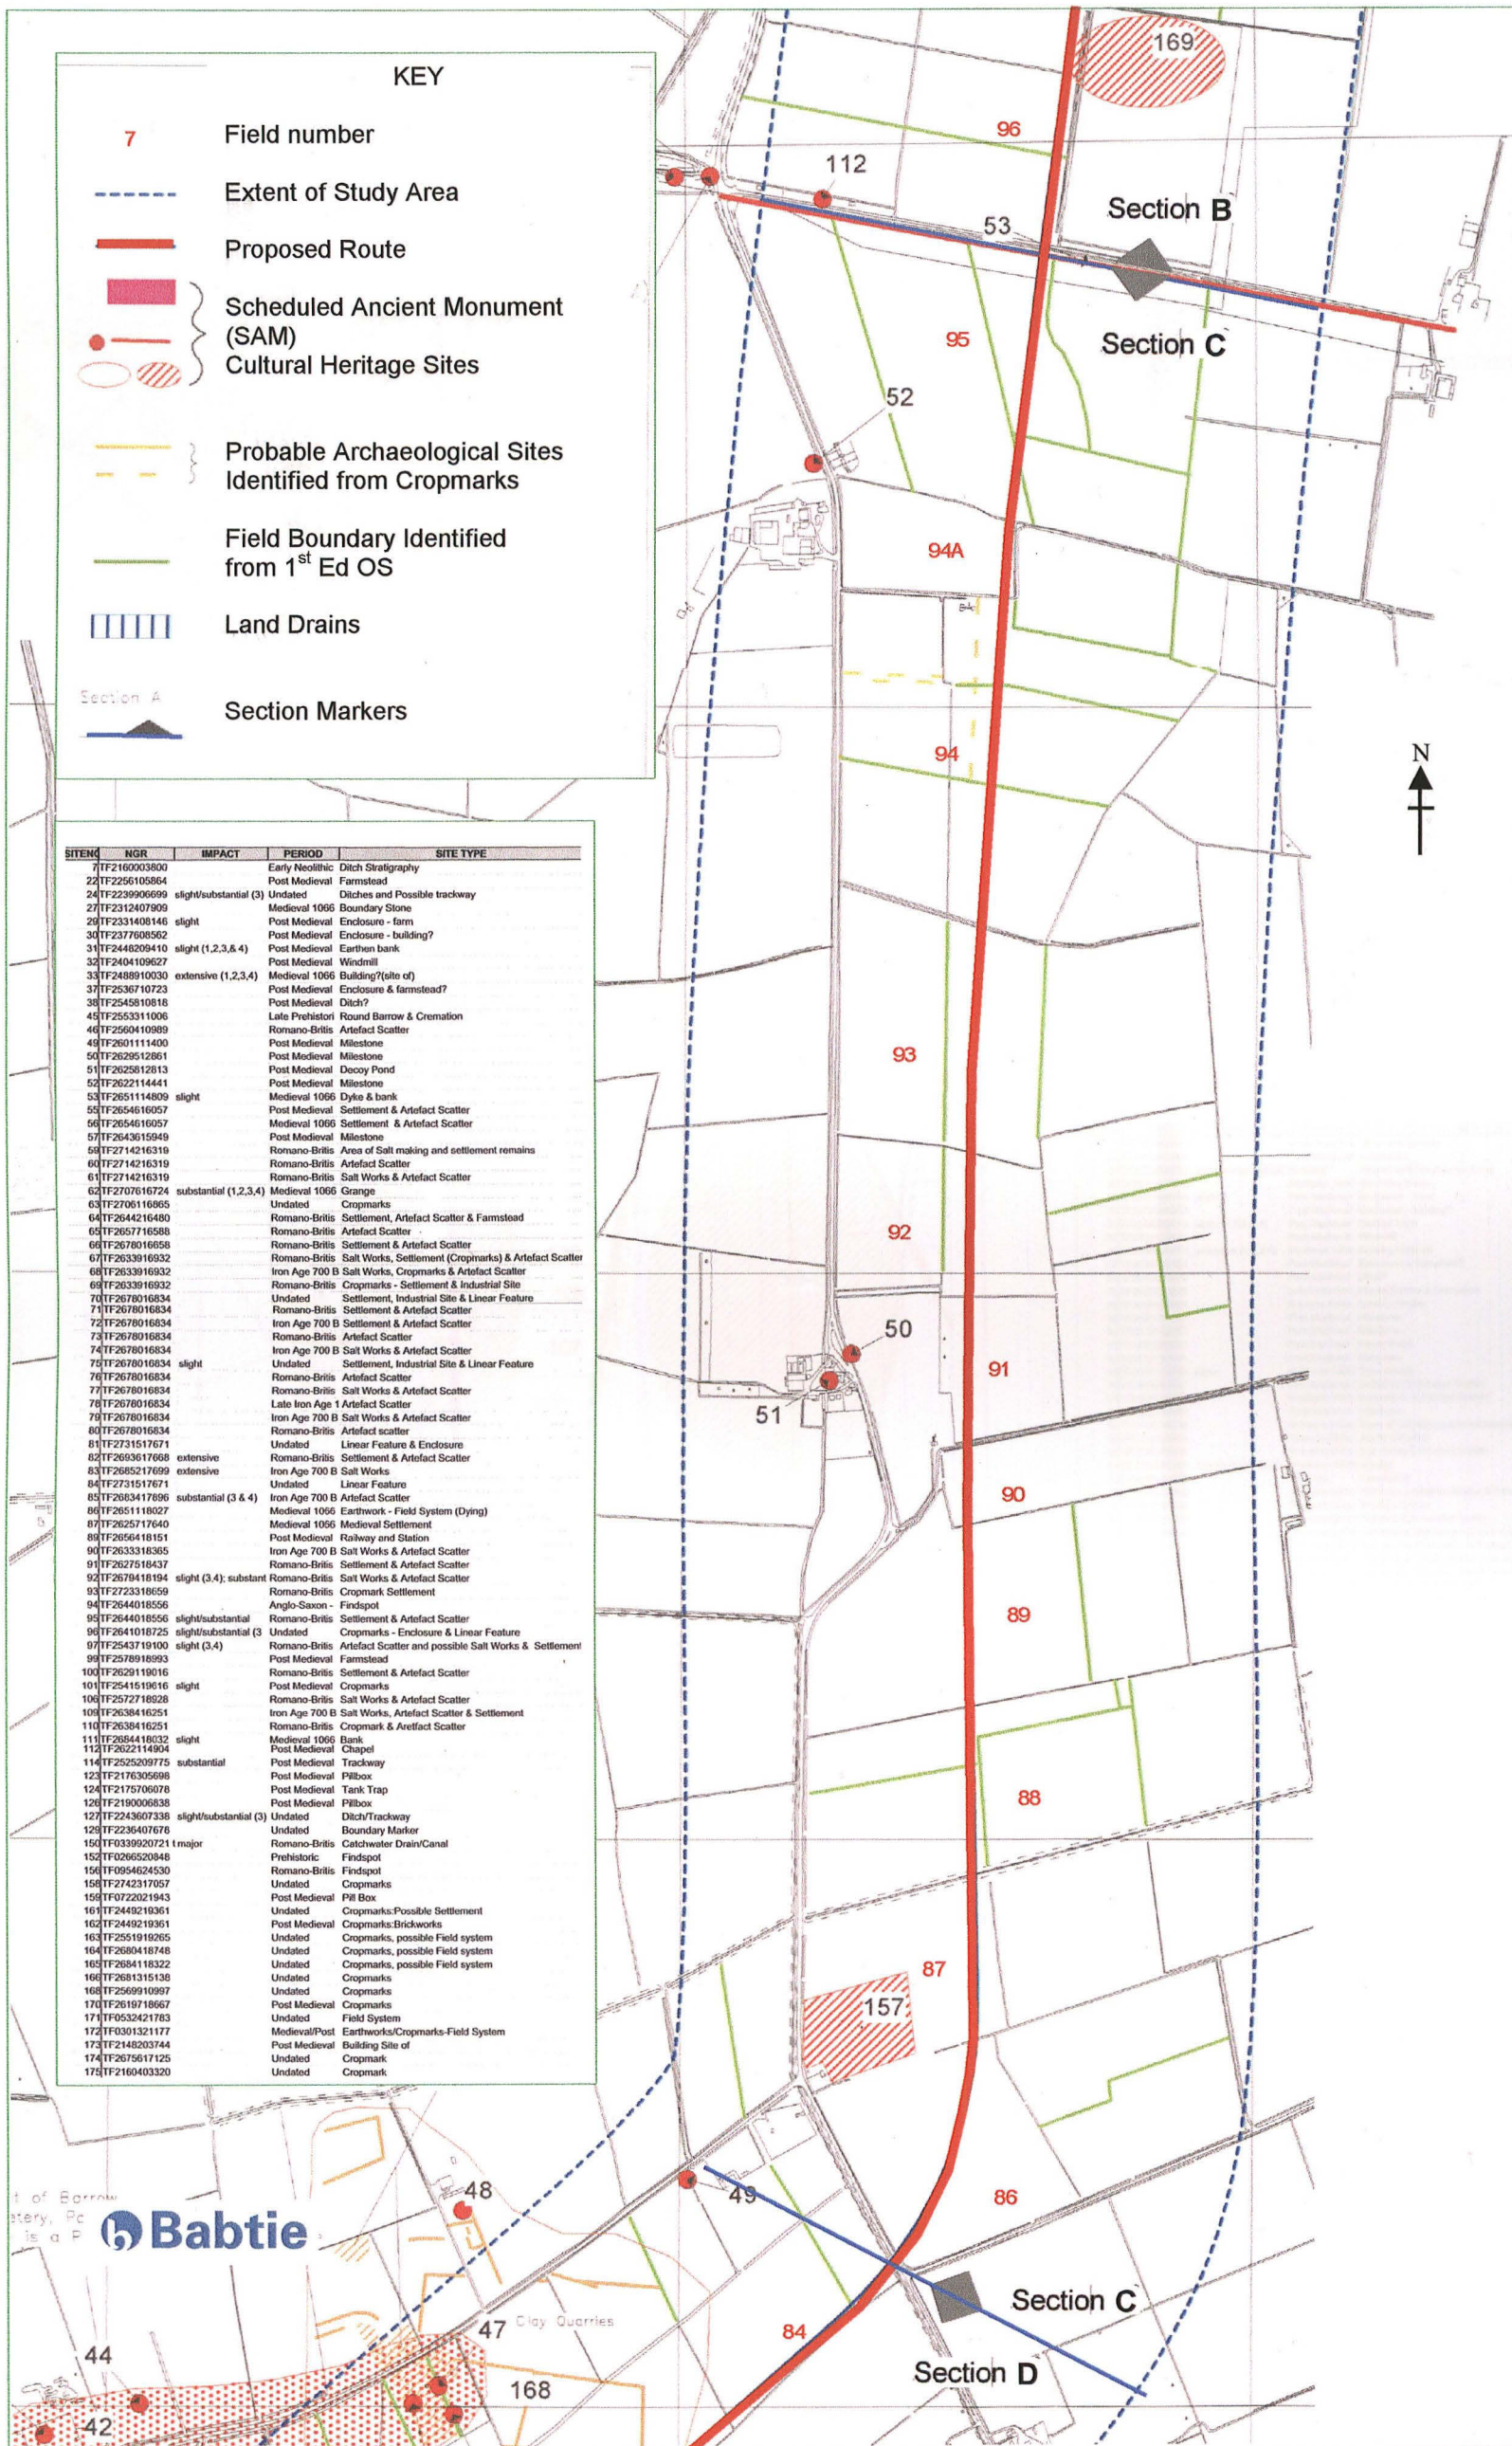 KEY
7 Field number
Extent of Study Area
Proposed Route
Scheduled Ancient Monument
(SAM)
Cultural Heritage Sites
Probable Archaeological Sites
Identified from Cropmarks
Field Boundary Identified
from 1st Ed OS
Land Drains
Section A
Section Markers
169
96
112
53
Section B
Section C
95
52
94A
94
N
93
92
50
91
51
90
89
88
87
157
49
86
48
Babtie
47
Clay Quarries
Section C
84
Section D
44
168
42
SITENO NGR IMPACT PERIOD SITE TYPE
7 TF2160003800 Early Neolithic Ditch Stratigraphy
22 TF2256105864 Post Medieval Farmstead
24 TF2239906699 slight/substantial (3) Undated Ditches and Possible trackway
27 TF2312407909 Medieval 1066 Boundary Stone
29 TF2331408146 slight Post Medieval Enclosure - farm
30 TF2377608562 Post Medieval Enclosure - building?
31 TF2448209410 slight (1,2,3,& 4) Post Medieval Earthen bank
32 TF2404109627 Post Medieval Windmill
33 TF2488910030 extensive (1,2,3,4) Medieval 1066 Building?(site of)
37 TF2536710723 Post Medieval Enclosure & farmstead?
38 TF2545810818 Post Medieval Ditch?
45 TF2553311006 Late Prehistori Round Barrow & Cremation
46 TF2560410989 Romano-Britis Artefact Scatter
49 TF2601111400 Post Medieval Milestone
50 TF2629512861 Post Medieval Milestone
51 TF2625812813 Post Medieval Decoy Pond
52 TF2622114441 Post Medieval Milestone
53 TF2651114809 slight Medieval 1066 Dyke & bank
55 TF2654616057 Post Medieval Settlement & Artefact Scatter
56 TF2654616057 Medieval 1066 Settlement & Artefact Scatter
57 TF2643615949 Post Medieval Milestone
59 TF2714216319 Romano-Britis Area of Salt making and settlement remains
60 TF2714216319 Romano-Britis Artefact Scatter
61 TF2714216319 Romano-Britis Salt Works & Artefact Scatter
62 TF2707616724 substantial (1,2,3,4) Medieval 1066 Grange
63 TF2706116865 Undated Cropmarks
64 TF2644216480 Romano-Britis Settlement, Artefact Scatter & Farmstead
65 TF2657716588 Romano-Britis Artefact Scatter
66 TF2678016658 Romano-Britis Settlement & Artefact Scatter
67 TF2633916932 Romano-Britis Salt Works, Settlement (Cropmarks) & Artefact Scatter
68 TF2633916932 Iron Age 700 B Salt Works, Cropmarks & Artefact Scatter
69 TF2633916932 Romano-Britis Cropmarks - Settlement & Industrial Site
70 TF2678016834 Undated Settlement, Industrial Site & Linear Feature
71 TF2678016834 Romano-Britis Settlement & Artefact Scatter
72 TF2678016834 Iron Age 700 B Settlement & Artefact Scatter
73 TF2678016834 Romano-Britis Artefact Scatter
74 TF2678016834 Iron Age 700 B Salt Works & Artefact Scatter
75 TF2678016834 slight Undated Settlement, Industrial Site & Linear Feature
76 TF2678016834 Romano-Britis Artefact Scatter
77 TF2678016834 Romano-Britis Salt Works & Artefact Scatter
78 TF2678016834 Late Iron Age 1 Artefact Scatter
79 TF2678016834 Iron Age 700 B Salt Works & Artefact Scatter
80 TF2678016834 Romano-Britis Artefact scatter
81 TF2731517671 Undated Linear Feature & Enclosure
82 TF2693617668 extensive Romano-Britis Settlement & Artefact Scatter
83 TF2685217699 extensive Iron Age 700 B Salt Works
84 TF2731517671 Undated Linear Feature
85 TF2683417896 substantial (3 & 4) Iron Age 700 B Artefact Scatter
86 TF2651118027 Medieval 1066 Earthwork - Field System (Dying)
87 TF2625717640 Medieval 1066 Medieval Settlement
89 TF2656418151 Post Medieval Railway and Station
90 TF2633318365 Iron Age 700 B Salt Works & Artefact Scatter
91 TF2627518437 Romano-Britis Settlement & Artefact Scatter
92 TF2679418194 slight (3,4); substant Romano-Britis Salt Works & Artefact Scatter
93 TF2723318659 Romano-Britis Cropmark Settlement
94 TF2644018556 Anglo-Saxon - Findspot
95 TF2644018556 slight/substantial Romano-Britis Settlement & Artefact Scatter
96 TF2641018725 slight/substantial (3 Undated Cropmarks - Enclosure & Linear Feature
97 TF2543719100 slight (3,4) Romano-Britis Artefact Scatter and possible Salt Works & Settlement
99 TF2578918993 Post Medieval Farmstead
100 TF2629119016 Romano-Britis Settlement & Artefact Scatter
101 TF2541519616 slight Post Medieval Cropmarks
106 TF2572718928 Romano-Britis Salt Works & Artefact Scatter
109 TF2638416251 Iron Age 700 B Salt Works, Artefact Scatter & Settlement
110 TF2638416251 Romano-Britis Cropmark & Aretfact Scatter
111 TF2684418032 slight Medieval 1066 Bank
112 TF2622114904 Post Medieval Chapel
114 TF2525209775 substantial Post Medieval Trackway
123 TF2176305698 Post Medieval Pillbox
124 TF2175706078 Post Medieval Tank Trap
126 TF2190006838 Post Medieval Pillbox
127 TF2243607338 slight/substantial (3) Undated Ditch/Trackway
129 TF2236407676 Undated Boundary Marker
150 TF0339920721 t major Romano-Britis Catchwater Drain/Canal
152 TF0266520848 Prehistoric Findspot
156 TF0954624530 Romano-Britis Findspot
158 TF2742317057 Undated Cropmarks
159 TF0722021943 Post Medieval Pill Box
161 TF2449219361 Undated Cropmarks:Possible Settlement
162 TF2449219361 Post Medieval Cropmarks:Brickworks
163 TF2551919265 Undated Cropmarks, possible Field system
164 TF2680418748 Undated Cropmarks, possible Field system
165 TF2684118322 Undated Cropmarks, possible Field system
166 TF2681315138 Undated Cropmarks
168 TF2569910997 Undated Cropmarks
170 TF2619718667 Post Medieval Cropmarks
171 TF0532421783 Undated Field System
172 TF0301321177 Medieval/Post Earthworks/Cropmarks-Field System
173 TF2148203744 Post Medieval Building Site of
174 TF2675617125 Undated Cropmark
175 TF2160403320 Undated Cropmark